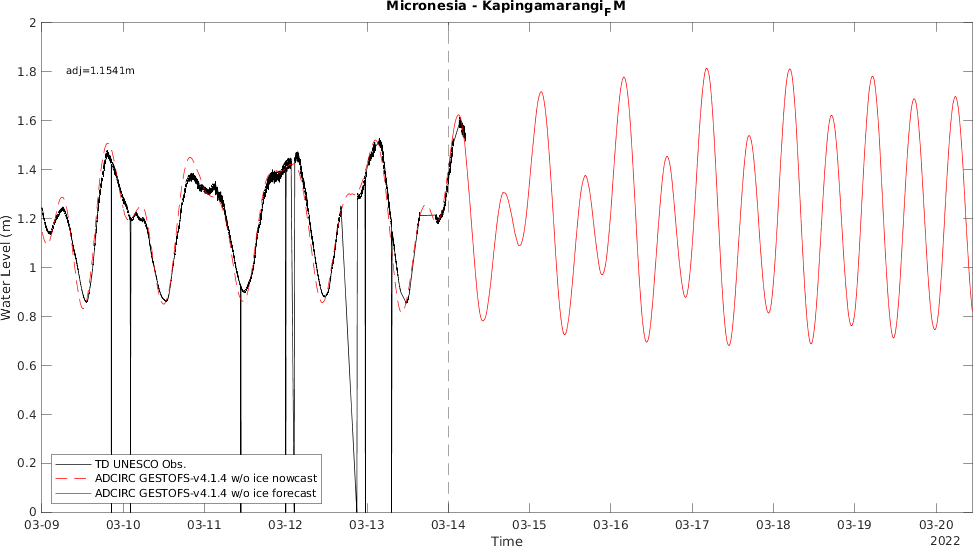 Micronesia - Kapingamarangi_FM
adj=1.1541m
Water Level (m)
2
1.8
1.6
1.4
1.2
1
0.8
0.6
0.4
0.2
0
TD UNESCO Obs.
ADCIRC GESTOFS-v4.1.4 w/o ice nowcast
ADCIRC GESTOFS-v4.1.4 w/o ice forecast
03-09 03-10 03-11 03-12 03-13 03-14 03-15 03-16 03-17 03-18 03-19 03-20
Time
2022